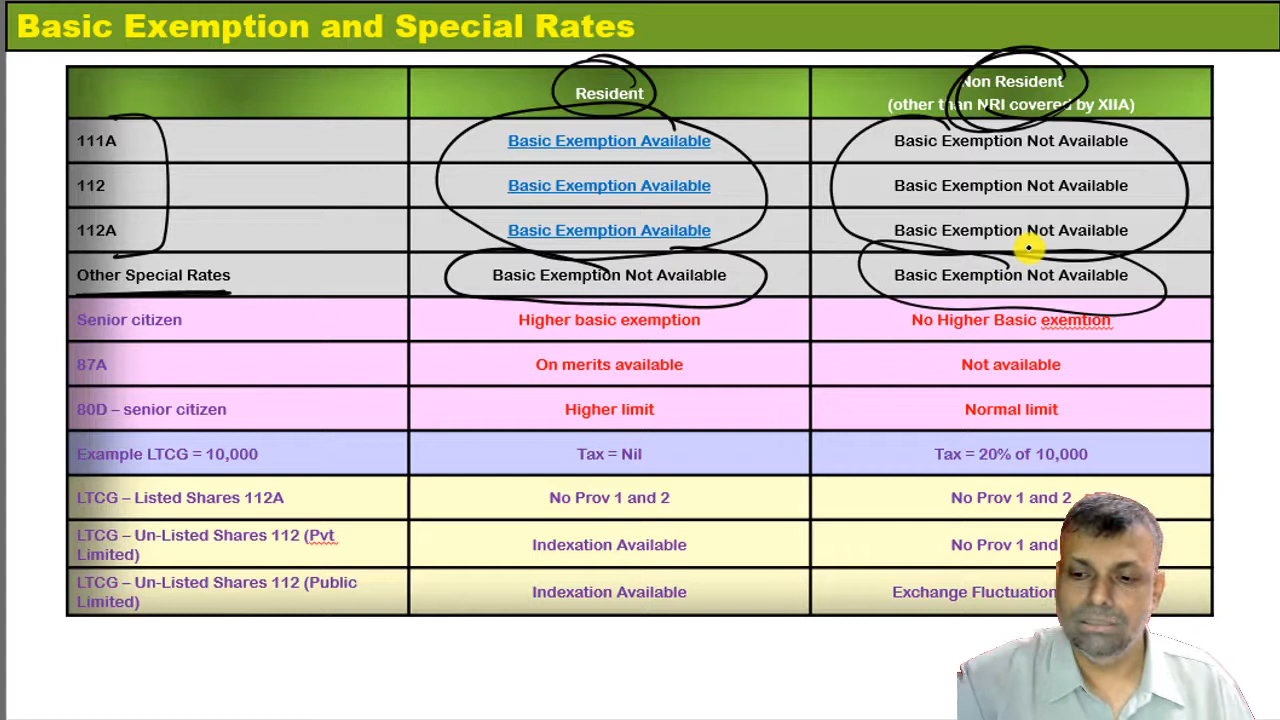 Basic Exemption and Special Rates
Resident
Non Resident
(other than NRI covered by XIIA)
111A
Basic Exemption Available
Basic Exemption Not Available
112
Basic Exemption Available
Basic Exemption Not Available
112A
Basic Exemption Available
Basic Exemption Not Available
Other Special Rates
Basic Exemption Not Available
Basic Exemption Not Available
Senior citizen
Higher basic exemption
No Higher Basic exemtion
87A
On merits available
Not available
80D – senior citizen
Higher limit
Normal limit
Example LTCG = 10,000
Tax = Nil
Tax = 20% of 10,000
LTCG – Listed Shares 112A
No Prov 1 and 2
No Prov 1 and 2
LTCG – Un-Listed Shares 112 (Pvt
Limited)
Indexation Available
No Prov 1 and
LTCG – Un-Listed Shares 112 (Public
Limited)
Indexation Available
Exchange Fluctuation